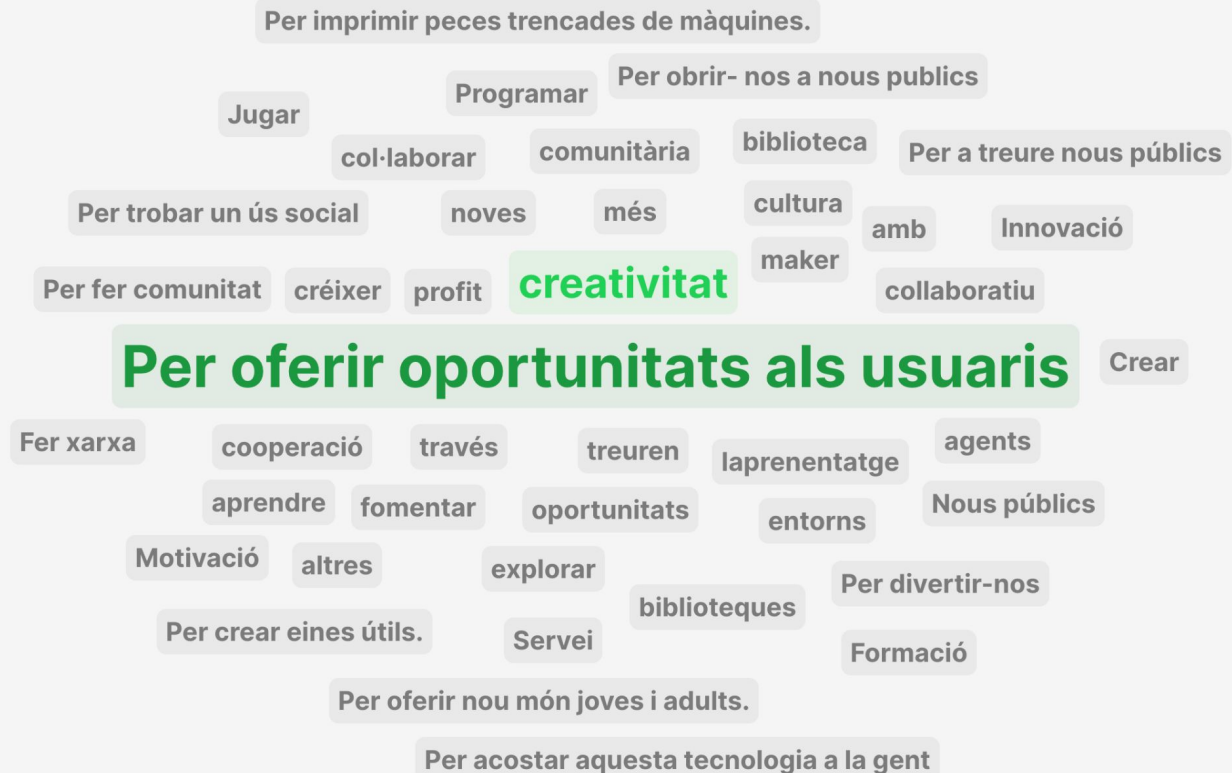 Per imprimir peces trencades de màquines.
Per obrir- nos a nous publics
Programar
Jugar
col·laborar
comunitària
biblioteca
Per a treure nous públics
Per trobar un ús social
noves
més
cultura
amb
Innovació
maker
Per fer comunitat
créixer
profit
creativitat
collaboratiu
Per oferir oportunitats als usuaris
Crear
Fer xarxa
cooperació
través
treuren
laprenentatge
agents
aprendre
fomentar
oportunitats
entorns
Nous públics
Motivació
altres
explorar
biblioteques
Per divertir-nos
Per crear eines útils.
Servei
Formació
Per oferir nou món joves i adults.
Per acostar aquesta tecnologia a la gent